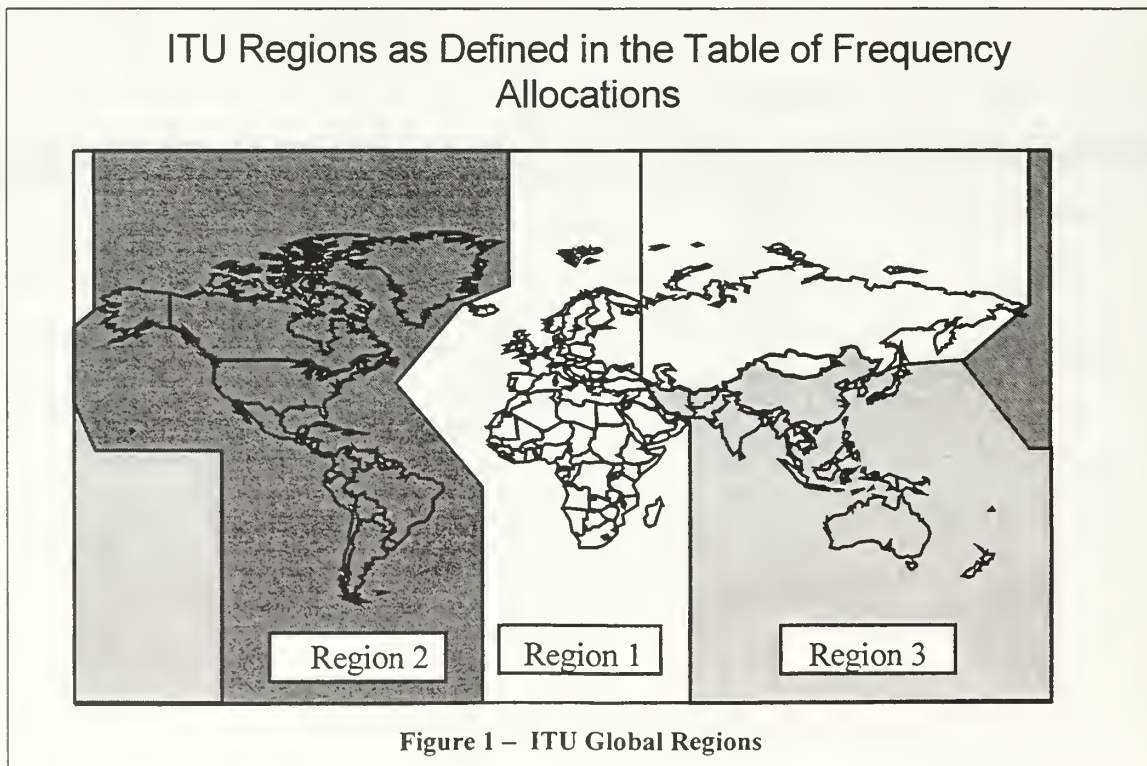 ITU Regions as Defined in the Table of Frequency
Allocations
Region 2
Region 1
Region 3
Figure 1 – ITU Global Regions